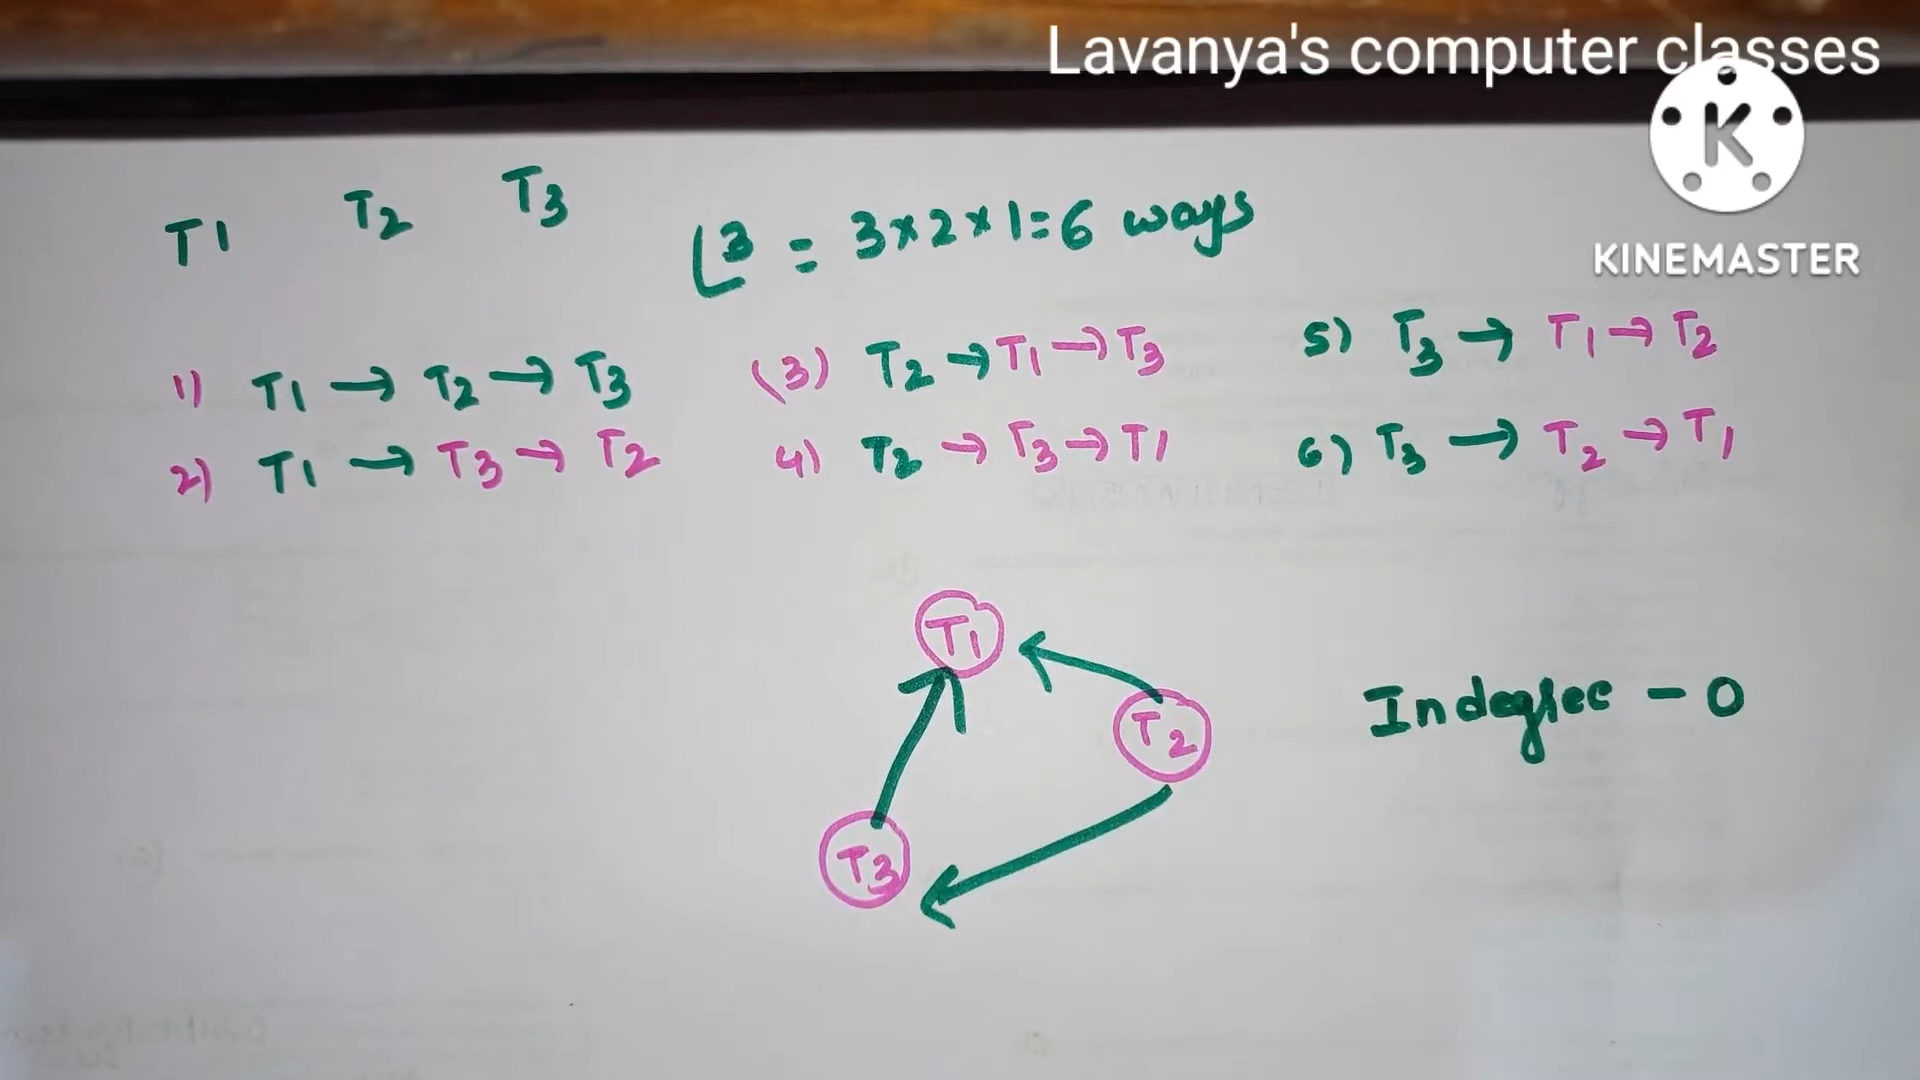 Lavanya's computer classes
K
KINEMASTER
T1 T2 T3
⌊3 = 3×2×1=6 ways
1) T1 → T2 → T3
2) T1 → T3 → T2
(3) T2 → T1 → T3
4) T2 → T3 → T1
5) T3 → T1 → T2
6) T3 → T2 → T1
T1
T2
T3
Indegree - 0